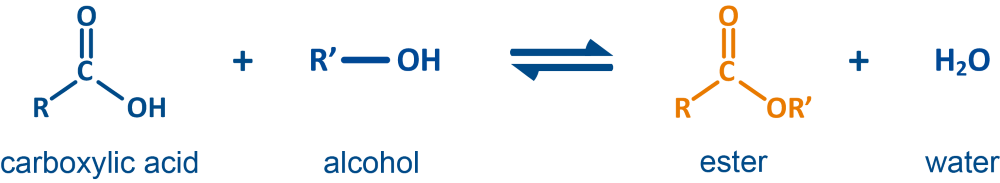 O O
C + R’—OH ⇌ C + H₂O
R OH R OR’
carboxylic acid alcohol ester water